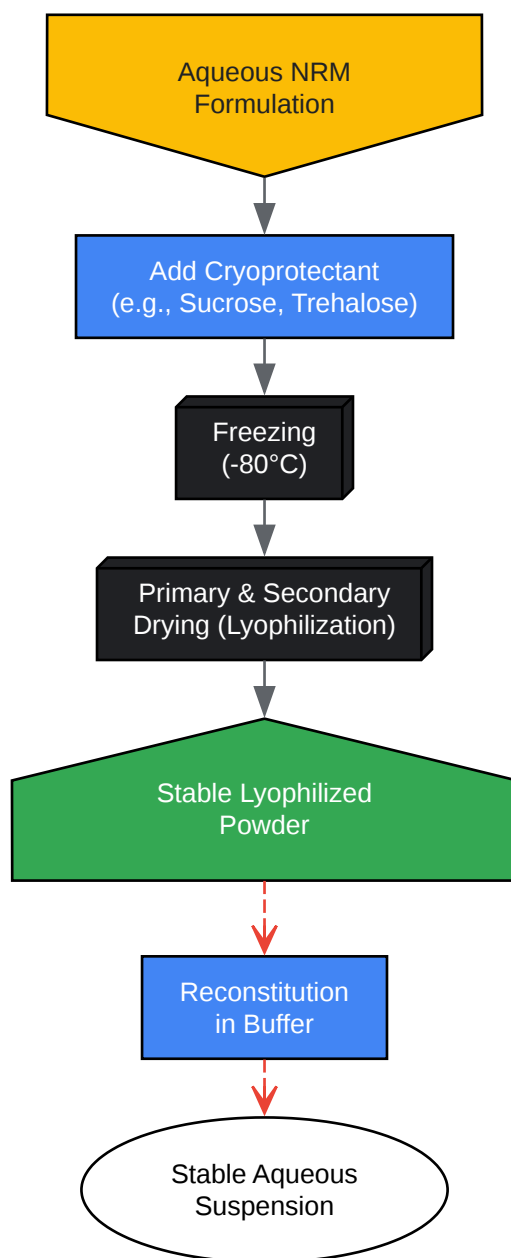 Aqueous NRM
Formulation
Add Cryoprotectant
(e.g., Sucrose, Trehalose)
Freezing
(-80°C)
Primary & Secondary
Drying (Lyophilization)
Stable Lyophilized
Powder
Reconstitution
in Buffer
Stable Aqueous
Suspension